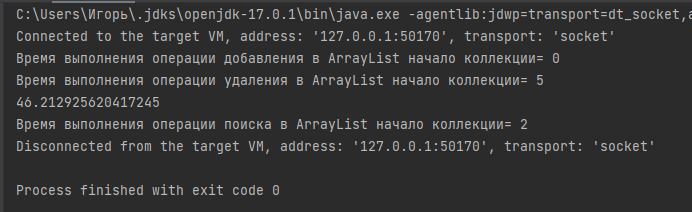 C:\Users\Игорь\.jdks\openjdk-17.0.1\bin\java.exe -agentlib:jdwp=transport=dt_socket,a
Connected to the target VM, address: '127.0.0.1:50170', transport: 'socket'
Время выполнения операции добавления в ArrayList начало коллекции= 0
Время выполнения операции удаления в ArrayList начало коллекции= 5
46.212925620417245
Время выполнения операции поиска в ArrayList начало коллекции= 2
Disconnected from the target VM, address: '127.0.0.1:50170', transport: 'socket'
Process finished with exit code 0